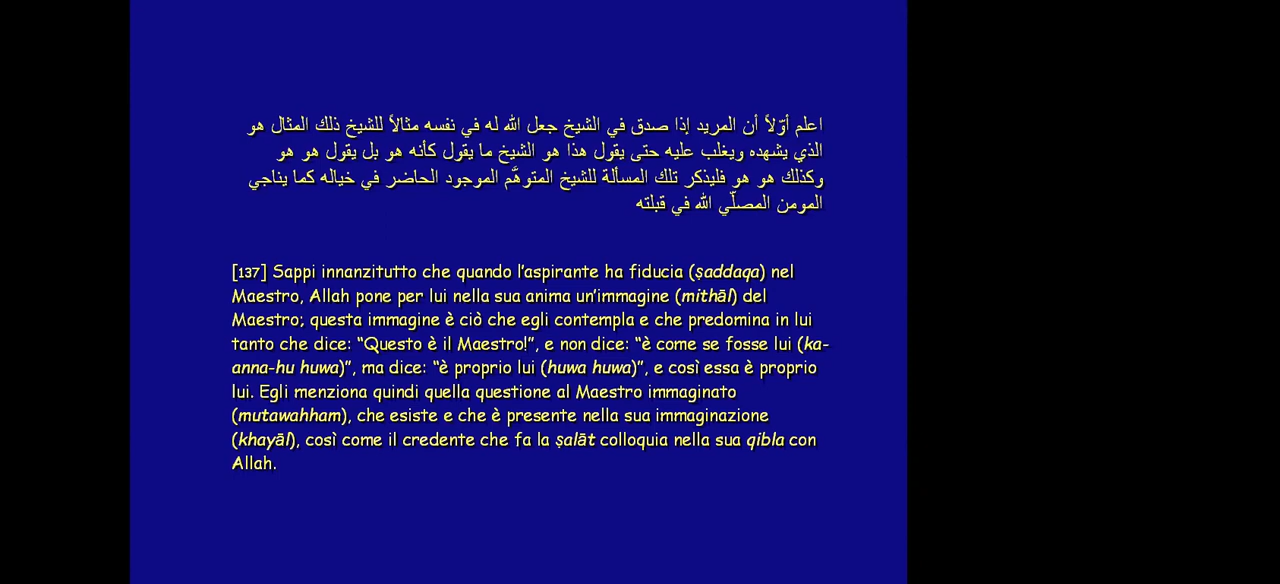 اعلم أوّلاً أن المريد إذا صدق في الشيخ جعل الله له في نفسه مثالاً للشيخ ذلك المثال هو
الذي يشهده ويغلب عليه حتى يقول هذا هو الشيخ ما يقول كأنه هو بل يقول هو هو
وكذلك هو هو فليذكر تلك المسألة للشيخ المتوهَّم الموجود الحاضر في خياله كما يناجي
المومن المصلّي الله في قبلته
[137] Sappi innanzitutto che quando l’aspirante ha fiducia (ṣaddaqa) nel
Maestro, Allah pone per lui nella sua anima un’immagine (mithāl) del
Maestro; questa immagine è ciò che egli contempla e che predomina in lui
tanto che dice: “Questo è il Maestro!”, e non dice: “è come se fosse lui (ka-
anna-hu huwa)”, ma dice: “è proprio lui (huwa huwa)”, e così essa è proprio
lui. Egli menziona quindi quella questione al Maestro immaginato
(mutawahham), che esiste e che è presente nella sua immaginazione
(khayāl), così come il credente che fa la ṣalāt colloquia nella sua qibla con
Allah.